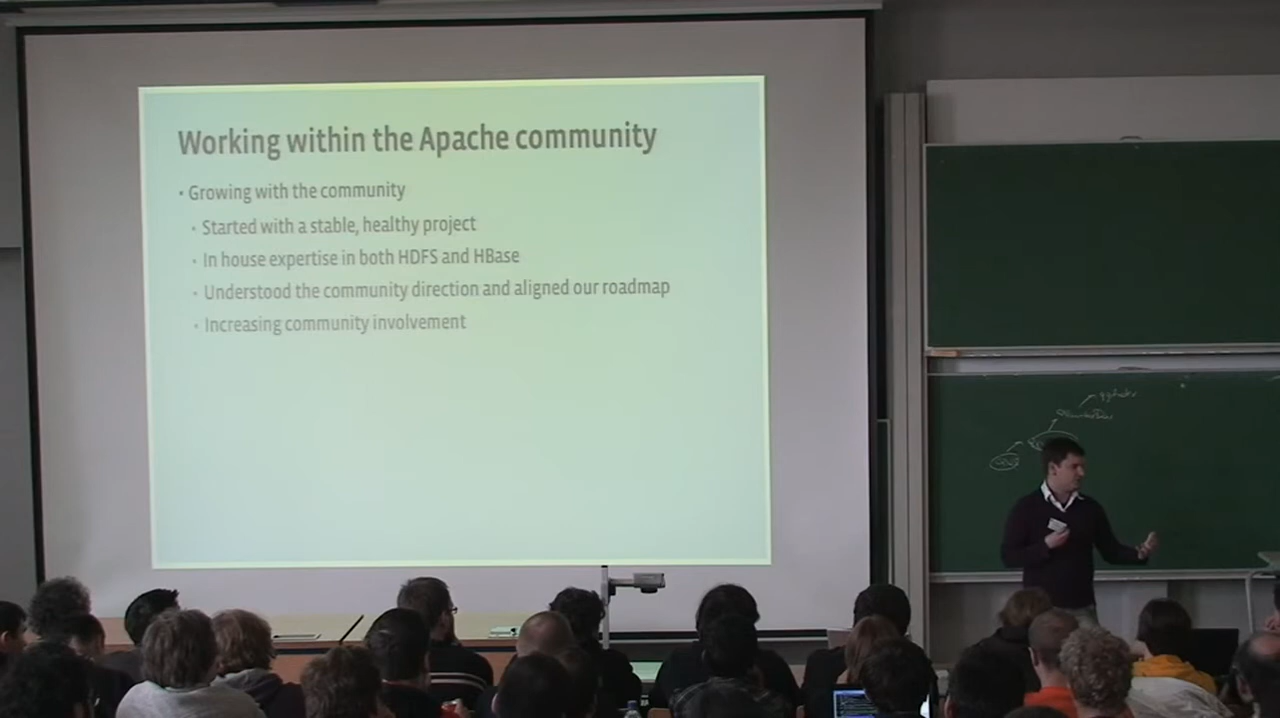 Working within the Apache community
• Growing with the community
• Started with a stable, healthy project
• In house expertise in both HDFS and HBase
• Understood the community direction and aligned our roadmap
• Increasing community involvement